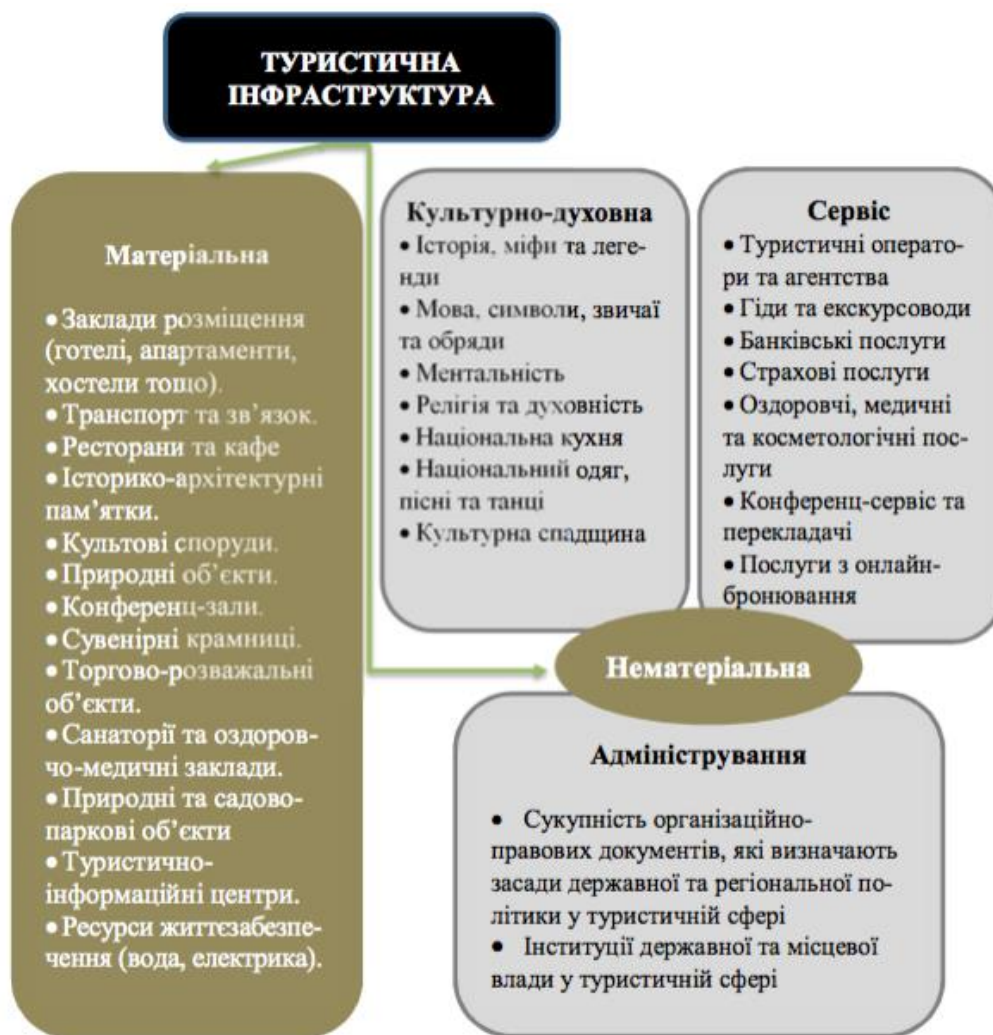 ТУРИСТИЧНА
ІНФРАСТРУКТУРА
Матеріальна
• Заклади розміщення
(готелі, апартаменти,
хостели тощо).
• Транспорт та зв’язок.
• Ресторани та кафе
• Історико-архітектурні
пам’ятки.
• Культові споруди.
• Природні об’єкти.
• Конференц-зали.
• Сувенірні крамниці.
• Торгово-розважальні
об’єкти.
• Санаторії та оздоров-
чо-медичні заклади.
• Природні та садово-
паркові об’єкти
• Туристично-
інформаційні центри.
• Ресурси життєзабезпе-
чення (вода, електрика).
Культурно-духовна
• Історія, міфи та леге-
нди
• Мова, символи, звичаї
та обряди
• Ментальність
• Релігія та духовність
• Національна кухня
• Національний одяг,
пісні та танці
• Культурна спадщина
Сервіс
• Туристичні операто-
ри та агентства
• Гіди та екскурсоводи
• Банківські послуги
• Страхові послуги
• Оздоровчі, медичні
та косметологічні пос-
луги
• Конференц-сервіс та
перекладачі
• Послуги з онлайн-
бронювання
Нематеріальна
Адміністрування
• Сукупність організаційно-
правових документів, які визначають
засади державної та регіональної по-
літики у туристичній сфері
• Інституції державної та місцевої
влади у туристичній сфері